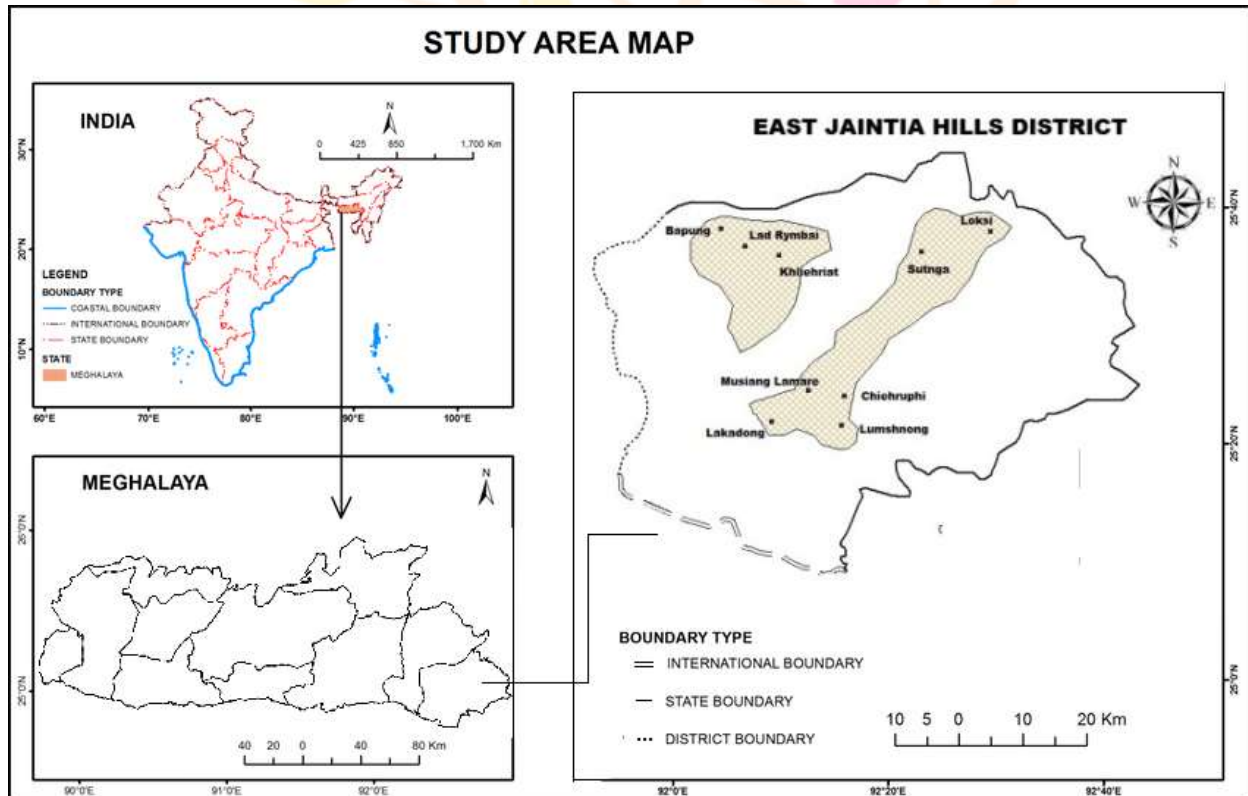 STUDY AREA MAP
INDIA
N
0 425 850 1,700 Km
30°N
20°N
10°N
LEGEND
BOUNDARY TYPE
COASTAL BOUNDARY
INTERNATIONAL BOUNDARY
STATE BOUNDARY
STATE
MEGHALAYA
60°E 70°E 80°E 90°E 100°E
MEGHALAYA
N
26°0'N
25°0'N
40 20 0 40 80 Km
90°0'E 91°0'E 92°0'E
EAST JAINTIA HILLS DISTRICT
N
W E
S
25°40'N
25°20'N
25°0'N
Loksi
Bapung
Lad Rymbai
Khliehriat
Sutnga
Musiang Lamare
Chiehruphi
Lakadong
Lumshnong
BOUNDARY TYPE
INTERNATIONAL BOUNDARY
STATE BOUNDARY
DISTRICT BOUNDARY
10 5 0 10 20 Km
92°0'E 92°20'E 92°40'E